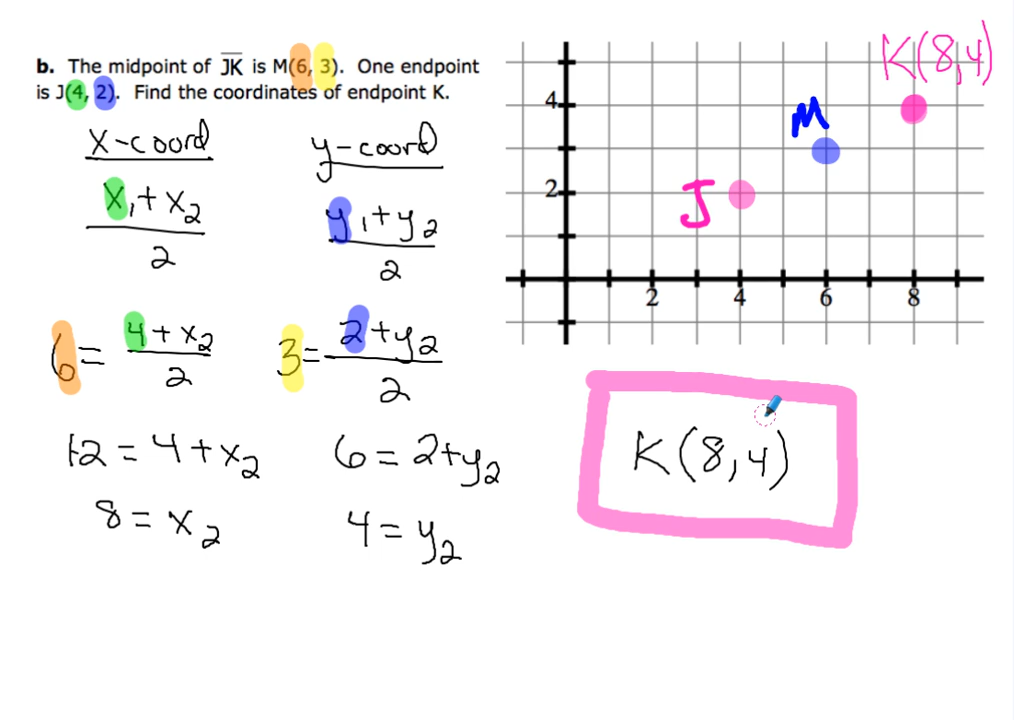 b. The midpoint of JK is M(6, 3). One endpoint
is J(4, 2). Find the coordinates of endpoint K.
x-coord
x₁+x₂
2
6=
4+x₂
2
12=4+x₂
8=x₂
y-coord
y₁+y₂
2
3=
2+y₂
2
6=2+y₂
4=y₂
K(8,4)
4
M
2
J
2 4 6 8
K(8,4)